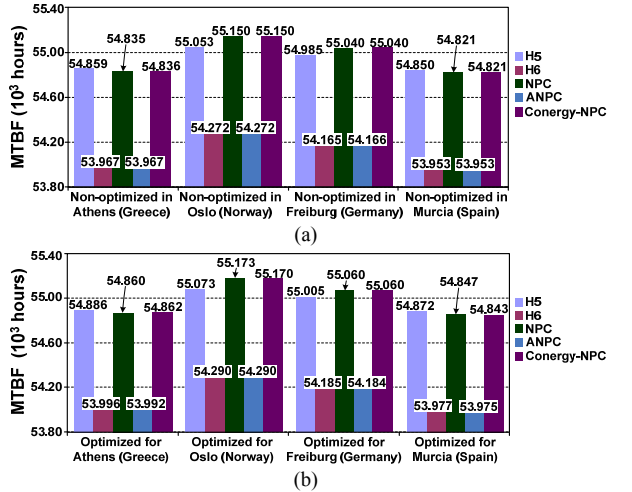 (a)
MTBF (10³ hours)
55.40
55.00
54.60
54.20
53.80
54.859
53.967
54.835
53.967
54.836
55.053
54.272
55.150
54.272
55.150
54.985
54.165
55.040
54.166
55.040
54.850
53.953
54.821
53.953
54.821
Non-optimized in
Athens (Greece)
Non-optimized in
Oslo (Norway)
Non-optimized in
Freiburg (Germany)
Non-optimized in
Murcia (Spain)
H5
H6
NPC
ANPC
Conergy-NPC
MTBF (10³ hours)
55.40
55.00
54.60
54.20
53.80
54.886
53.996
54.860
53.992
54.862
55.073
54.290
55.173
54.290
55.170
55.005
54.185
55.060
54.184
55.060
54.872
53.977
54.847
53.975
54.843
Optimized for
Athens (Greece)
Optimized for
Oslo (Norway)
Optimized for
Freiburg (Germany)
Optimized for
Murcia (Spain)
H5
H6
NPC
ANPC
Conergy-NPC
(b)